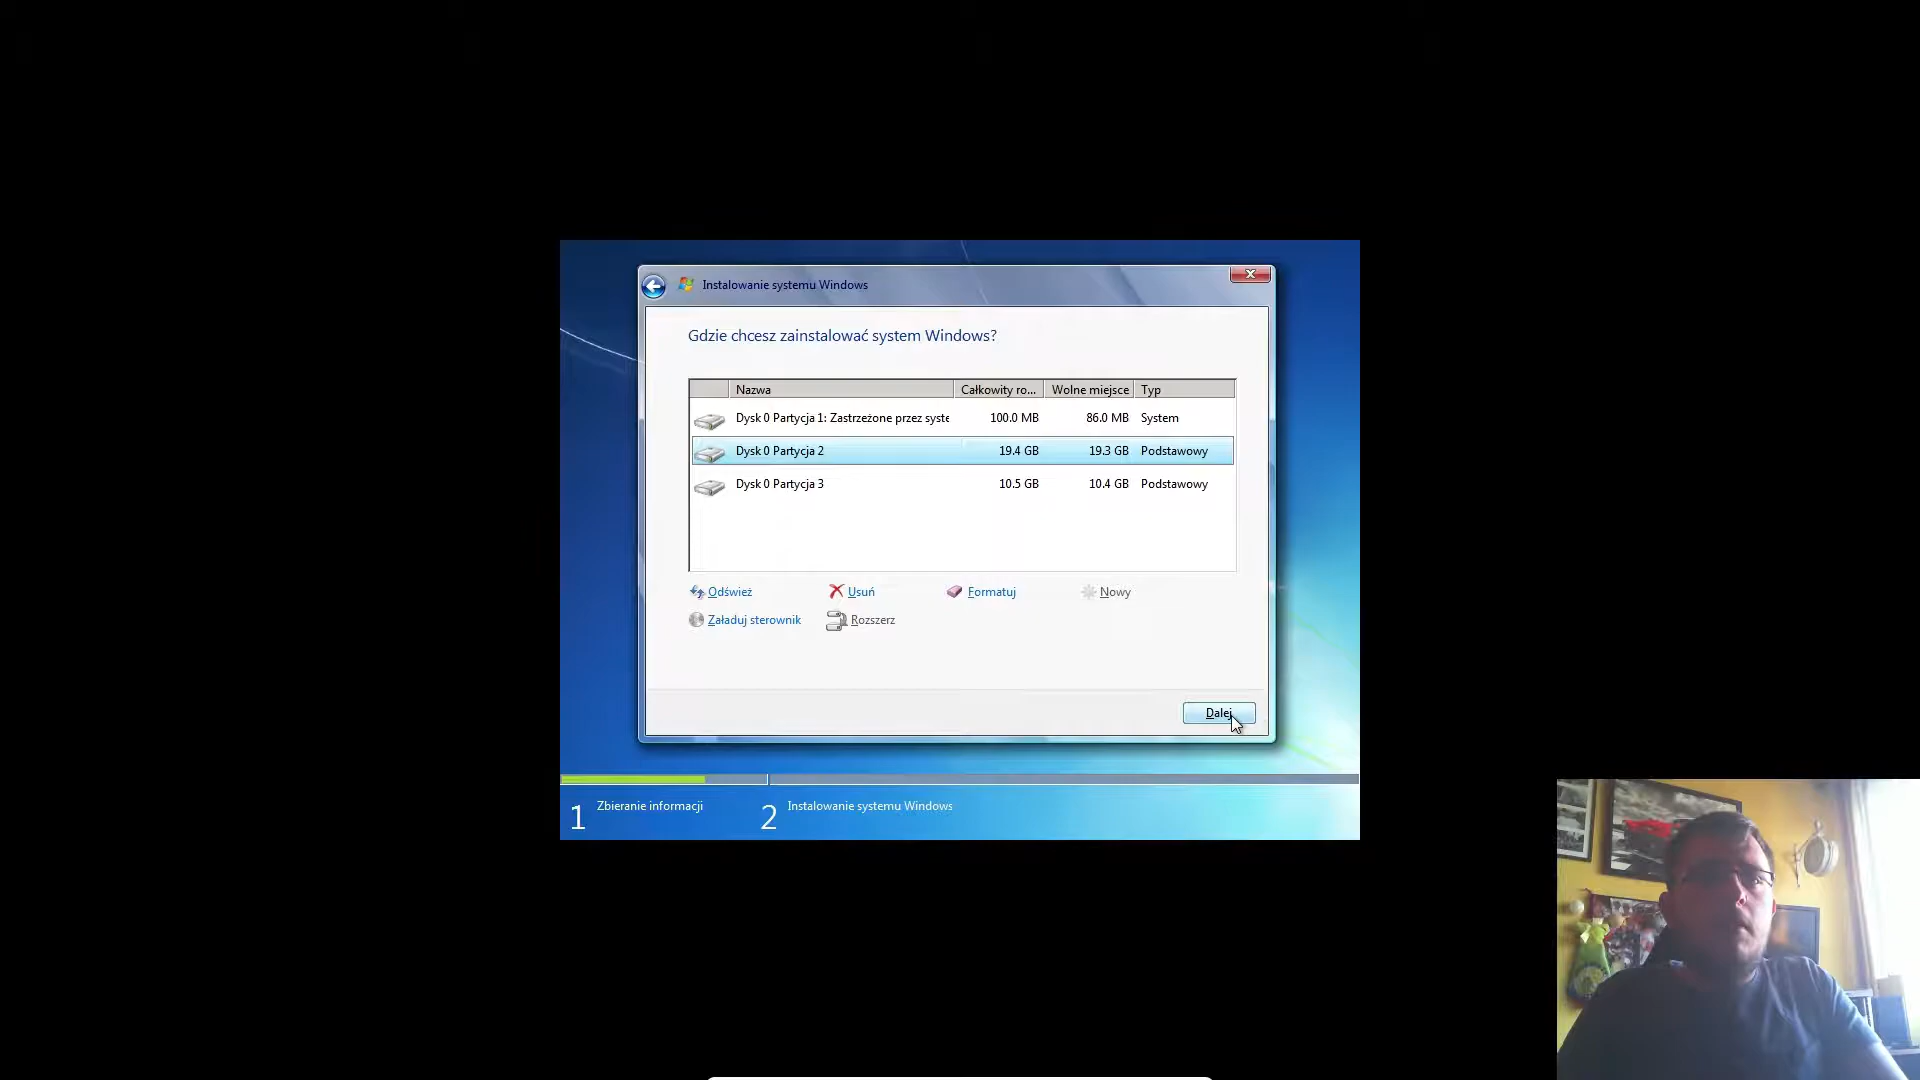 Instalowanie systemu Windows
Gdzie chcesz zainstalować system Windows?
Nazwa Całkowity ro... Wolne miejsce Typ
Dysk 0 Partycja 1: Zastrzeżone przez syste 100.0 MB 86.0 MB System
Dysk 0 Partycja 2 19.4 GB 19.3 GB Podstawowy
Dysk 0 Partycja 3 10.5 GB 10.4 GB Podstawowy
Odśwież Usuń Formatuj Nowy
Załaduj sterownik Rozszerz
Dalej
1 Zbieranie informacji 2 Instalowanie systemu Windows